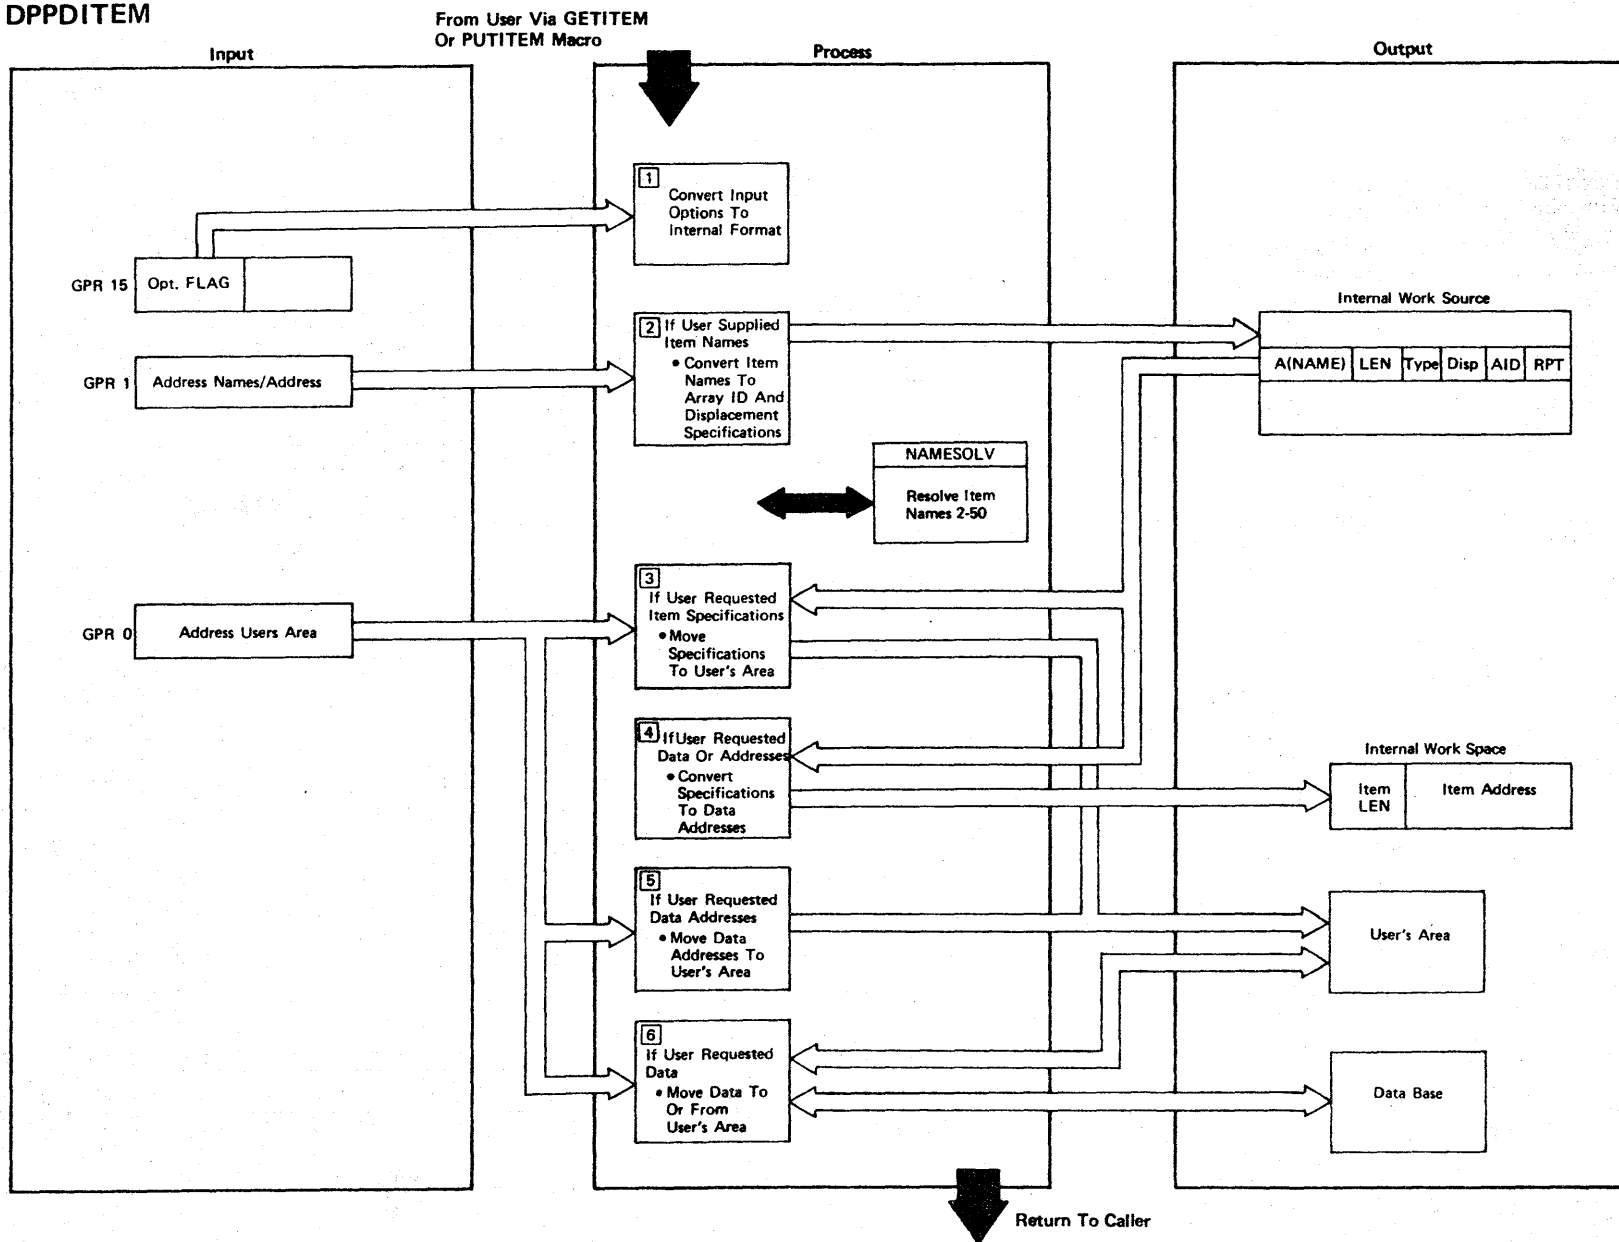 DPPDITEM
From User Via GETITEM
Or PUTITEM Macro
Input
Process
Output
1
Convert Input
Options To
Internal Format
GPR 15
Opt. FLAG
2 If User Supplied
Item Names
• Convert Item
Names To
Array ID And
Displacement
Specifications
GPR 1
Address Names/Address
Internal Work Source
A(NAME) LEN Type Disp AID RPT
NAMESOLV
Resolve Item
Names 2-50
3
If User Requested
Item Specifications
• Move
Specifications
To User's Area
GPR 0
Address Users Area
4 IfUser Requested
Data Or Addresses
• Convert
Specifications
To Data
Addresses
Internal Work Space
Item
LEN
Item Address
5
If User Requested
Data Addresses
• Move Data
Addresses To
User's Area
User's Area
6
If User Requested
Data
• Move Data To
Or From
User's Area
Data Base
Return To Caller